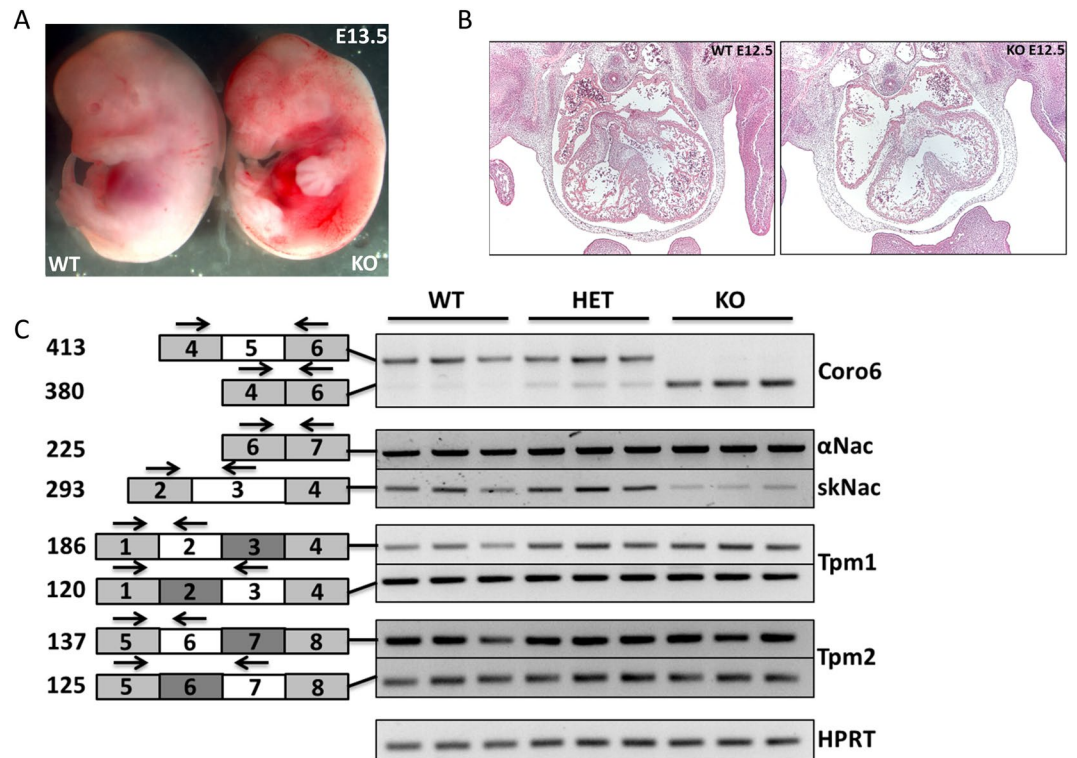 A
B
E13.5
WT
KO
WT E12.5
KO E12.5
C
WT HET KO
413 4 5 6
380 4 6
Coro6
225 6 7
αNac
293 2 3 4
skNac
186 1 2 3 4
120 1 2 3 4
Tpm1
137 5 6 7 8
125 5 6 7 8
Tpm2
HPRT